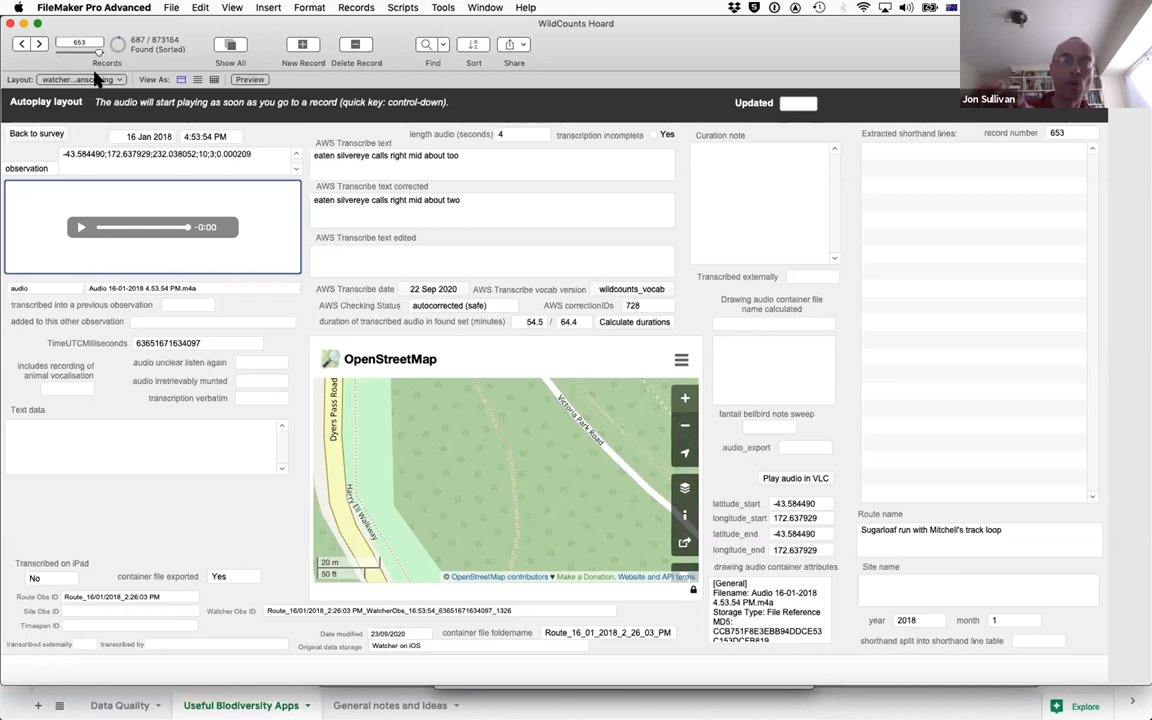 FileMaker Pro Advanced File Edit View Insert Format Records Scripts Tools Window Help
WildCounts Hoard
653
687 / 873184
Found (Sorted)
Records Show All New Record Delete Record Find Sort Share
Layout: watcher...anscribing View As: Preview
Jon Sullivan
Autoplay layout The audio will start playing as soon as you go to a record (quick key: control-down). Updated
Back to survey 16 Jan 2018 4:53:54 PM
length audio (seconds) 4 transcription incomplete Yes
Curation note
Extracted shorthand lines: record number 653
-43.584490;172.637929;232.038052;10;3;0.000209
observation
AWS Transcribe text
eaten silvereye calls right mid about too
AWS Transcribe text corrected
eaten silvereye calls right mid about two
AWS Transcribe text edited
-0:00
audio Audio 16-01-2018 4.53.54 PM.m4a
transcribed into a previous observation
added to this other observation
TimeUTCMilliseconds 63651671634097
includes recording of
animal vocalisation
audio unclear listen again
audio irretrievably munted
transcription verbatim
Text data
AWS Transcribe date 22 Sep 2020 AWS Transcribe vocab version wildcounts_vocab
AWS Checking Status autocorrected (safe) AWS correctionIDs 728
duration of transcribed audio in found set (minutes) 54.5 / 64.4 Calculate durations
Transcribed externally
Drawing audio container file
name calculated
OpenStreetMap
Dyers Pass Road
Victoria Park Road
Harry Ell Walkway
20 m
50 ft
© OpenStreetMap contributors ♥ Make a Donation. Website and API terms
fantail bellbird note sweep
audio_export
Play audio in VLC
latitude_start -43.584490
longitude_start 172.637929
latitude_end -43.584490
longitude_end 172.637929
drawing audio container attributes
[General]
Filename: Audio 16-01-2018
4.53.54 PM.m4a
Storage Type: File Reference
MD5:
CCB751F8E3EBB94DDCE53
Route name
Sugarloaf run with Mitchell's track loop
Site name
year 2018 month 1
shorthand split into shorthand line table
Transcribed on iPad
No
container file exported Yes
Route Obs ID Route_16/01/2018_2:26:03 PM
Site Obs ID
Watcher Obs ID Route_16/01/2018_2:26:03 PM_WatcherObs_16:53:54_63651671634097_1326
Timespan ID
transcribed externally transcribed by
Date modified 23/09/2020 container file foldername Route_16_01_2018_2_26_03_PM
Original data storage Watcher on iOS
+ Data Quality Useful Biodiversity Apps General notes and Ideas Explore